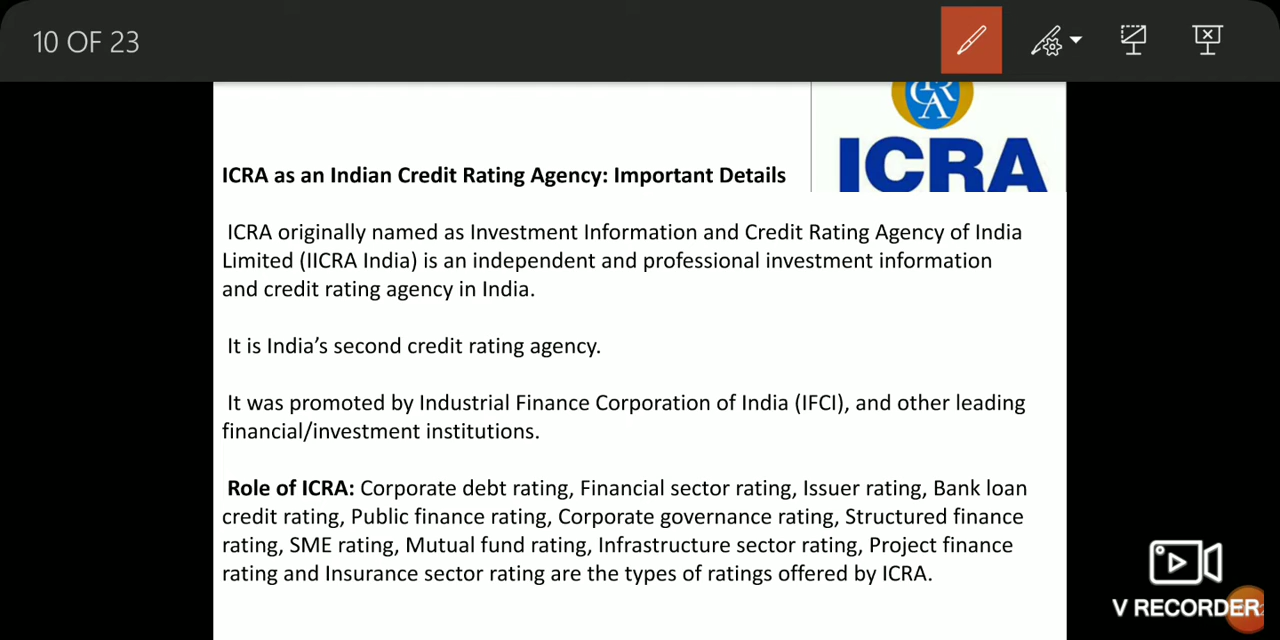 10 OF 23
ICRA
ICRA
ICRA as an Indian Credit Rating Agency: Important Details
ICRA originally named as Investment Information and Credit Rating Agency of India
Limited (IICRA India) is an independent and professional investment information
and credit rating agency in India.
It is India’s second credit rating agency.
It was promoted by Industrial Finance Corporation of India (IFCI), and other leading
financial/investment institutions.
Role of ICRA: Corporate debt rating, Financial sector rating, Issuer rating, Bank loan
credit rating, Public finance rating, Corporate governance rating, Structured finance
rating, SME rating, Mutual fund rating, Infrastructure sector rating, Project finance
rating and Insurance sector rating are the types of ratings offered by ICRA.
V RECORDER